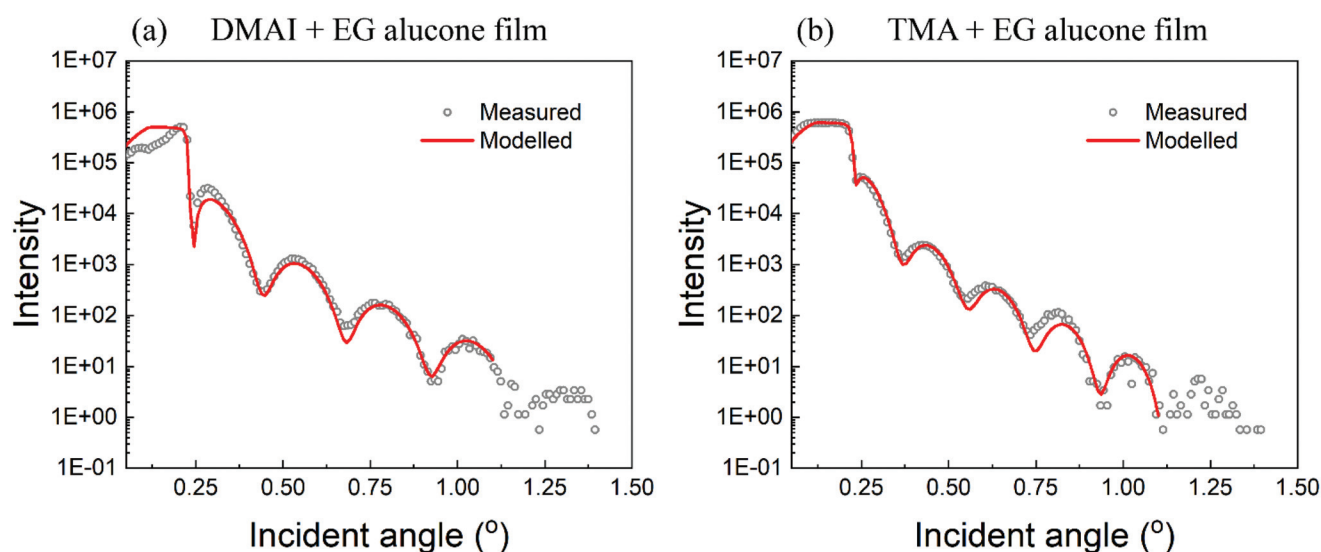 (a) DMAI + EG alucone film
1E+07
1E+06
1E+05
1E+04
1E+03
1E+02
1E+01
1E+00
1E-01
Intensity
Measured
Modelled
0.25 0.50 0.75 1.00 1.25 1.50
Incident angle (º)
(b) TMA + EG alucone film
1E+07
1E+06
1E+05
1E+04
1E+03
1E+02
1E+01
1E+00
1E-01
Intensity
Measured
Modelled
0.25 0.50 0.75 1.00 1.25 1.50
Incident angle (º)